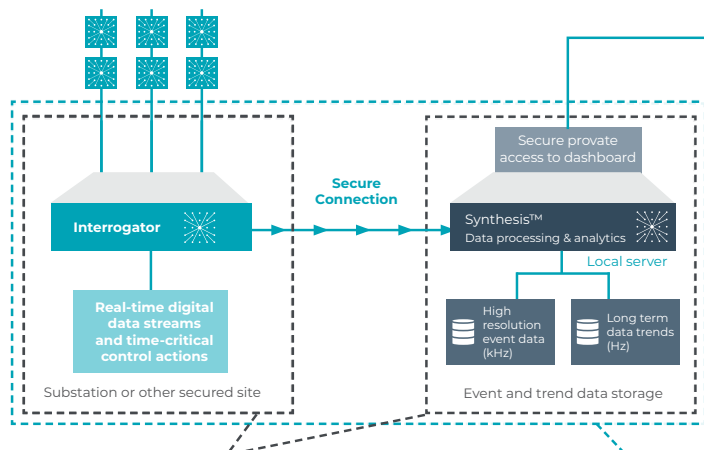 Secure provate
access to dashboard
Secure
Connection
Interrogator
Synthesis™
Data processing & analytics
Local server
Real-time digital
data streams
and time-critical
control actions
High
resolution
event data
(kHz)
Long term
data trends
(Hz)
Substation or other secured site
Event and trend data storage